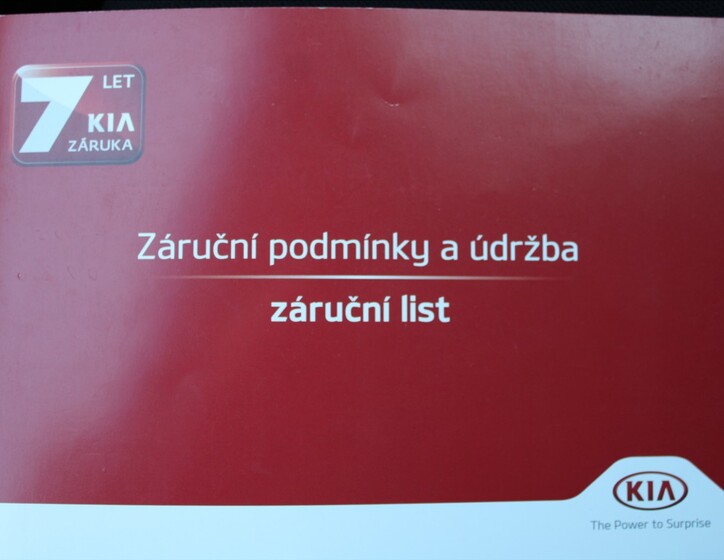 7 LET
KIA
ZÁRUKA
Záruční podmínky a údržba
záruční list
KIA
The Power to Surprise